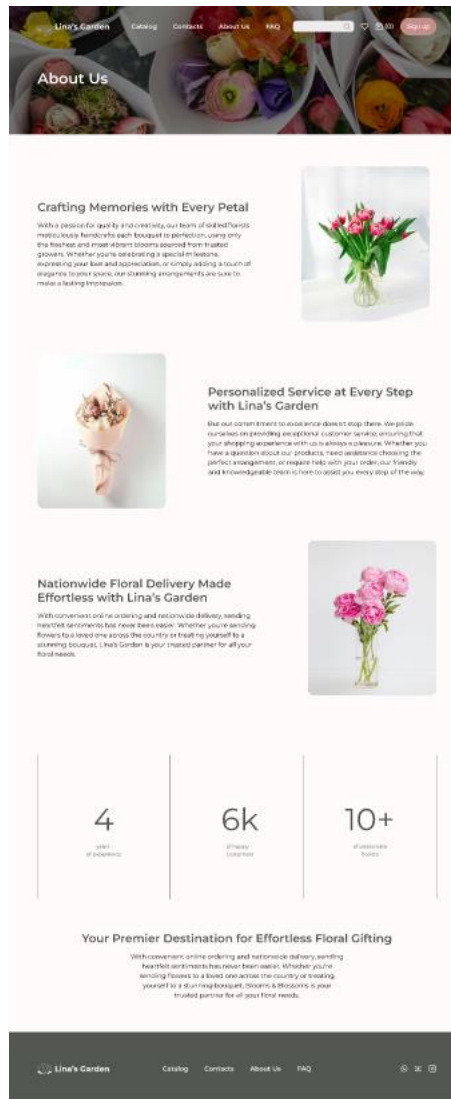 Lina's Garden Catalog Contacts About Us FAQ (0) Sign up
About Us
Crafting Memories with Every Petal
With a passion for quality and creativity, our team of skilled florists
meticulously handcrafts each bouquet to perfection, using only
the freshest and most vibrant blooms sourced from trusted
growers. Whether you're celebrating a special milestone,
expressing your love and appreciation, or simply adding a touch of
elegance to your space, our stunning arrangements are sure to
make a lasting impression.
Personalized Service at Every Step
with Lina's Garden
But our commitment to excellence doesn't stop there. We pride
ourselves on providing exceptional customer service, ensuring that
your shopping experience with us is always a pleasure. Whether you
have a question about our products, need assistance choosing the
perfect arrangement, or require help with your order, our friendly
and knowledgeable team is here to assist you every step of the way.
Nationwide Floral Delivery Made
Effortless with Lina's Garden
With convenient online ordering and nationwide delivery, sending
heartfelt sentiments has never been easier. Whether you're sending
flowers to a loved one across the country or treating yourself to a
stunning bouquet, Lina's Garden is your trusted partner for all your
floral needs.
4
years
of experience
6k
of happy
customers
10+
of passionate
florists
Your Premier Destination for Effortless Floral Gifting
With convenient online ordering and nationwide delivery, sending
heartfelt sentiments has never been easier. Whether you're
sending flowers to a loved one across the country or treating
yourself to a stunning bouquet, Blooms & Blossoms is your
trusted partner for all your floral needs.
Lina's Garden Catalog Contacts About Us FAQ